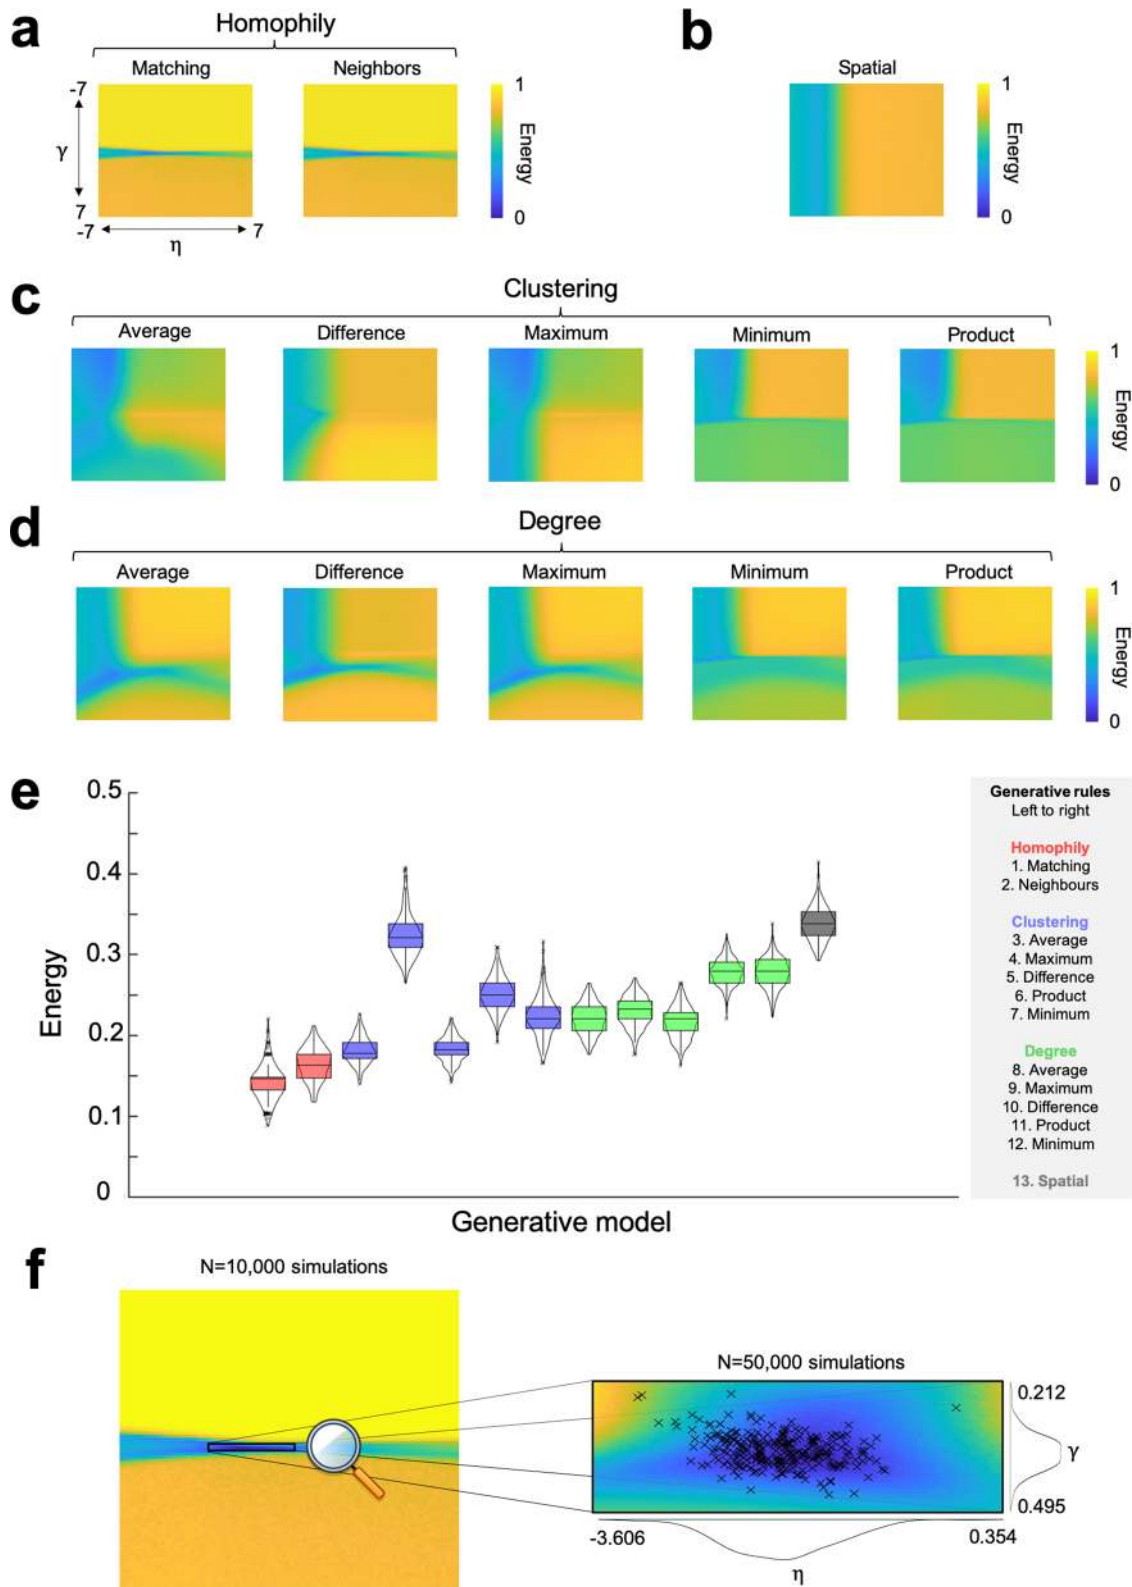 a
Homophily
Matching
Neighbors
-7
γ
7
-7
η
7
1
Energy
0
b
Spatial
1
Energy
0
c
Clustering
Average
Difference
Maximum
Minimum
Product
1
Energy
0
d
Degree
Average
Difference
Maximum
Minimum
Product
1
Energy
0
e
0.5
0.4
0.3
0.2
0.1
0
Energy
Generative model
Generative rules
Left to right
Homophily
1. Matching
2. Neighbours
Clustering
3. Average
4. Maximum
5. Difference
6. Product
7. Minimum
Degree
8. Average
9. Maximum
10. Difference
11. Product
12. Minimum
13. Spatial
f
N=10,000 simulations
N=50,000 simulations
0.212
γ
0.495
-3.606
0.354
η